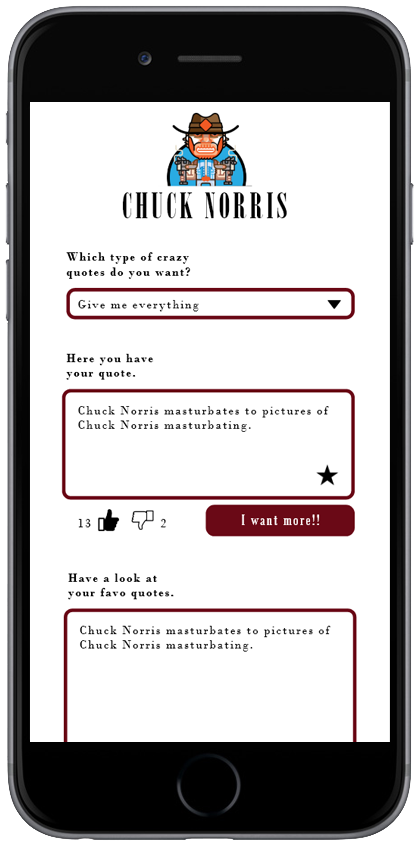 CHUCK NORRIS
Which type of crazy
quotes do you want?
Give me everything
Here you have
your quote.
Chuck Norris masturbates to pictures of
Chuck Norris masturbating.
13
2
I want more!!
Have a look at
your favo quotes.
Chuck Norris masturbates to pictures of
Chuck Norris masturbating.